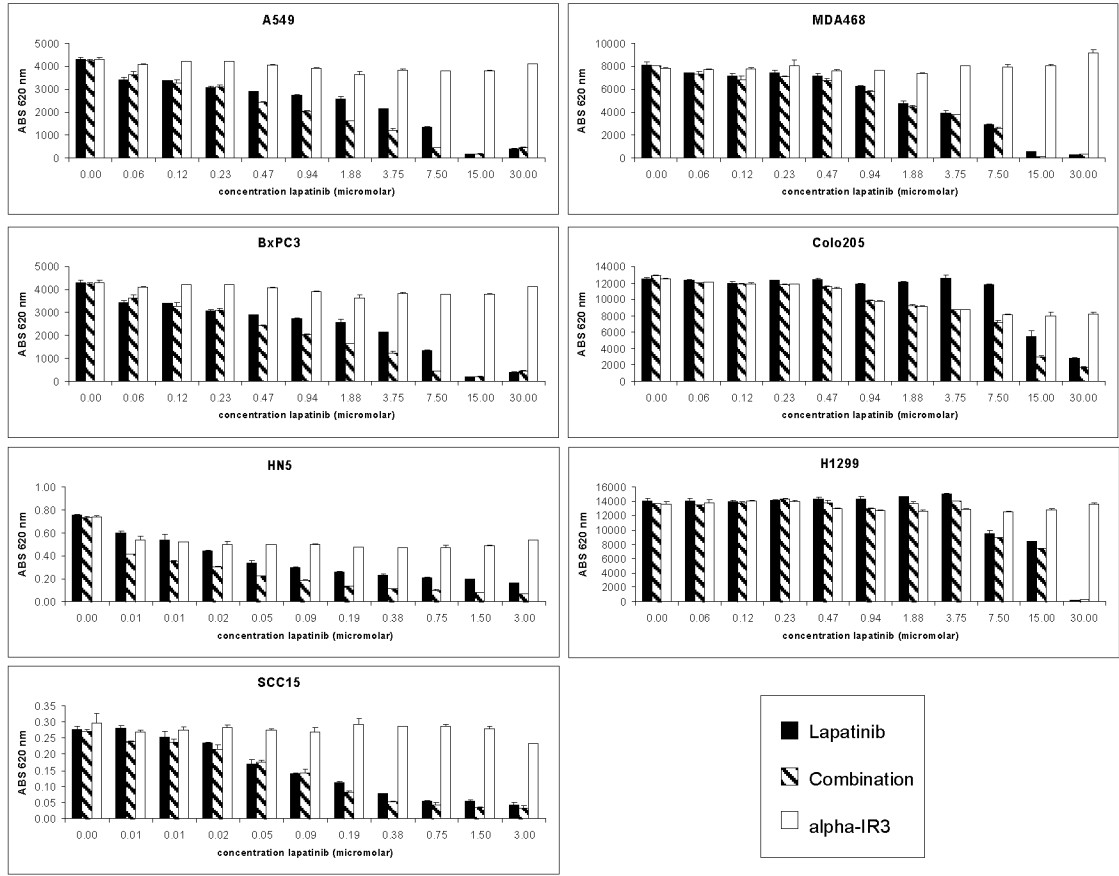 A549
ABS 620 nm
5000
4000
3000
2000
1000
0
0.00 0.06 0.12 0.23 0.47 0.94 1.88 3.75 7.50 15.00 30.00
concentration lapatinib (micromolar)
MDA468
ABS 620 nm
10000
8000
6000
4000
2000
0
0.00 0.06 0.12 0.23 0.47 0.94 1.88 3.75 7.50 15.00 30.00
concentration lapatinib (micromolar)
BxPC3
ABS 620 nm
5000
4000
3000
2000
1000
0
0.00 0.06 0.12 0.23 0.47 0.94 1.88 3.75 7.50 15.00 30.00
concentration lapatinib (micromolar)
Colo205
ABS 620 nm
14000
12000
10000
8000
6000
4000
2000
0
0.00 0.06 0.12 0.23 0.47 0.94 1.88 3.75 7.50 15.00 30.00
concentration lapatinib (micromolar)
HN5
ABS 620 nm
1.00
0.80
0.60
0.40
0.20
0.00
0.00 0.01 0.01 0.02 0.05 0.09 0.19 0.38 0.75 1.50 3.00
concentration lapatinib (micromolar)
H1299
ABS 620 nm
16000
14000
12000
10000
8000
6000
4000
2000
0
0.00 0.06 0.12 0.23 0.47 0.94 1.88 3.75 7.50 15.00 30.00
concentration lapatinib (micromolar)
SCC15
ABS 620 nm
0.35
0.30
0.25
0.20
0.15
0.10
0.05
0.00
0.00 0.01 0.01 0.02 0.05 0.09 0.19 0.38 0.75 1.50 3.00
concentration lapatinib (micromolar)
Lapatinib
Combination
alpha-IR3